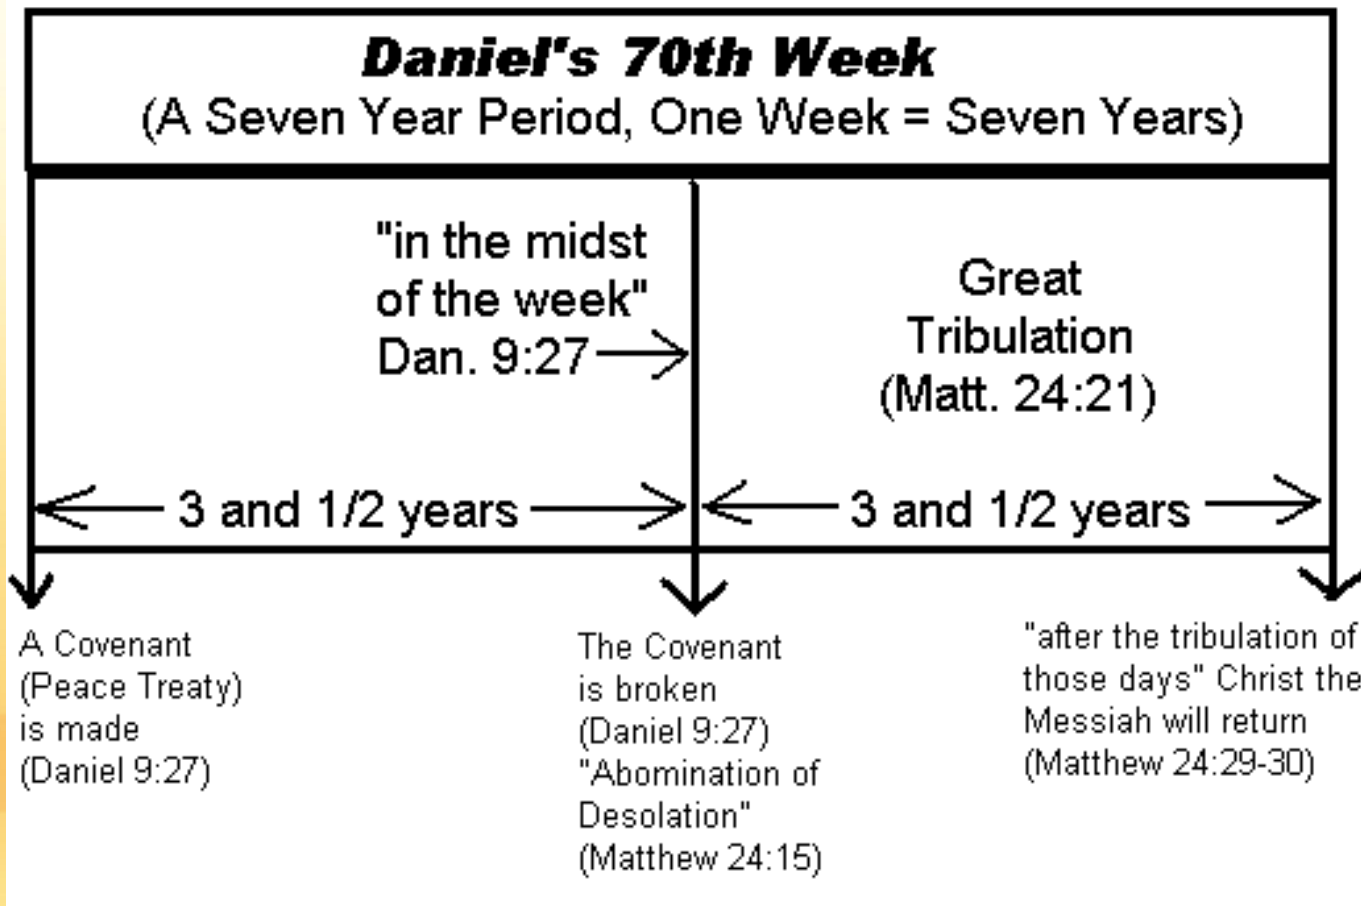 Daniel's 70th Week
(A Seven Year Period, One Week = Seven Years)
"in the midst
of the week"
Dan. 9:27
Great
Tribulation
(Matt. 24:21)
3 and 1/2 years
3 and 1/2 years
A Covenant
(Peace Treaty)
is made
(Daniel 9:27)
The Covenant
is broken
(Daniel 9:27)
"Abomination of
Desolation"
(Matthew 24:15)
"after the tribulation of
those days" Christ the
Messiah will return
(Matthew 24:29-30)